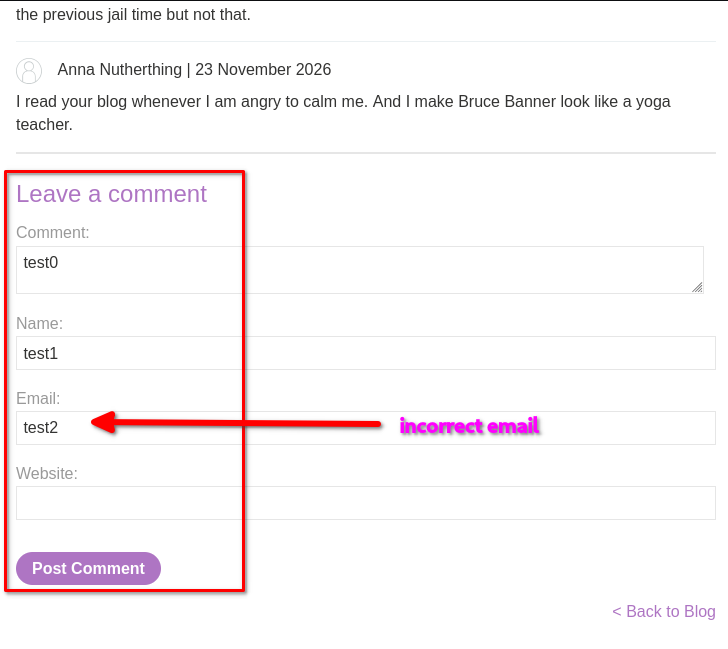 the previous jail time but not that.
Anna Nutherthing | 23 November 2026
I read your blog whenever I am angry to calm me. And I make Bruce Banner look like a yoga
teacher.
Leave a comment
Comment:
test0
Name:
test1
Email:
test2
incorrect email
Website:
Post Comment
< Back to Blog